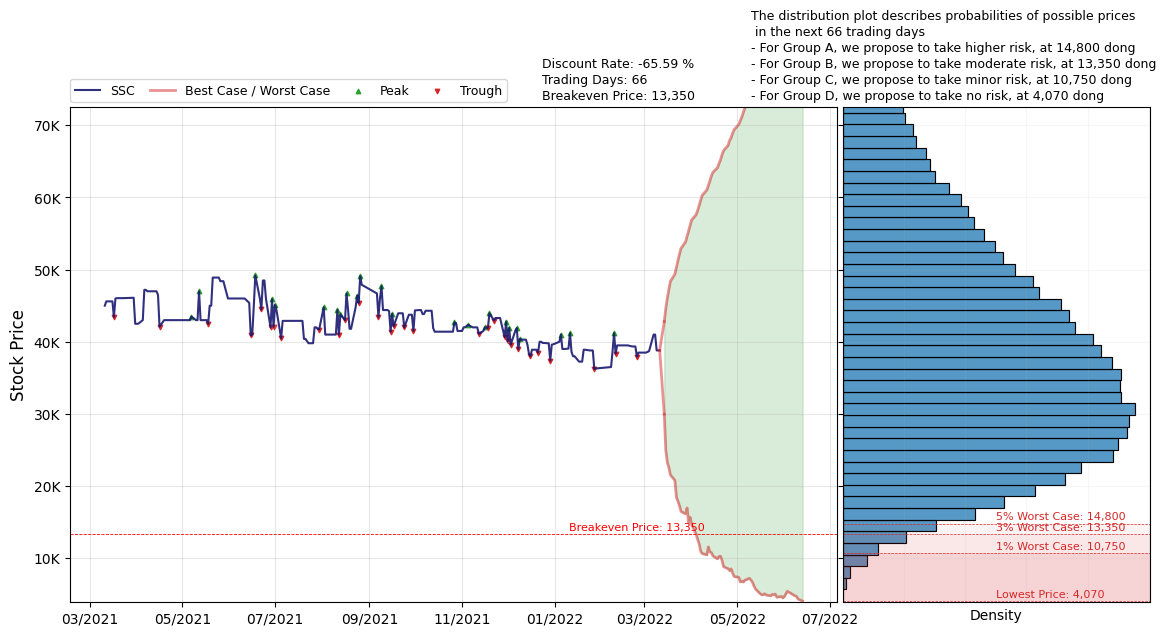 The distribution plot describes probabilities of possible prices
in the next 66 trading days
- For Group A, we propose to take higher risk, at 14,800 dong
- For Group B, we propose to take moderate risk, at 13,350 dong
- For Group C, we propose to take minor risk, at 10,750 dong
- For Group D, we propose to take no risk, at 4,070 dong
Discount Rate: -65.59 %
Trading Days: 66
Breakeven Price: 13,350
SSC
Best Case / Worst Case
Peak
Trough
Stock Price
70K
60K
50K
40K
30K
20K
10K
Breakeven Price: 13,350
5% Worst Case: 14,800
3% Worst Case: 13,350
1% Worst Case: 10,750
Lowest Price: 4,070
03/2021
05/2021
07/2021
09/2021
11/2021
01/2022
03/2022
05/2022
07/2022
Density